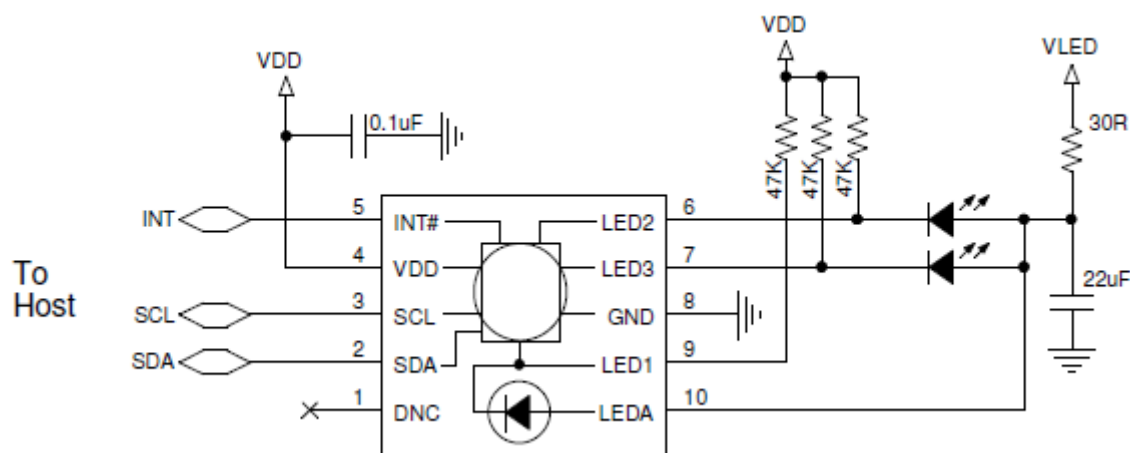 VDD
VDD
VLED
0.1uF
30R
47K
47K
47K
INT
5
INT#
LED2
6
4
VDD
LED3
7
To
Host
22uF
SCL
3
SCL
GND
8
SDA
2
SDA
LED1
9
1
DNC
LEDA
10